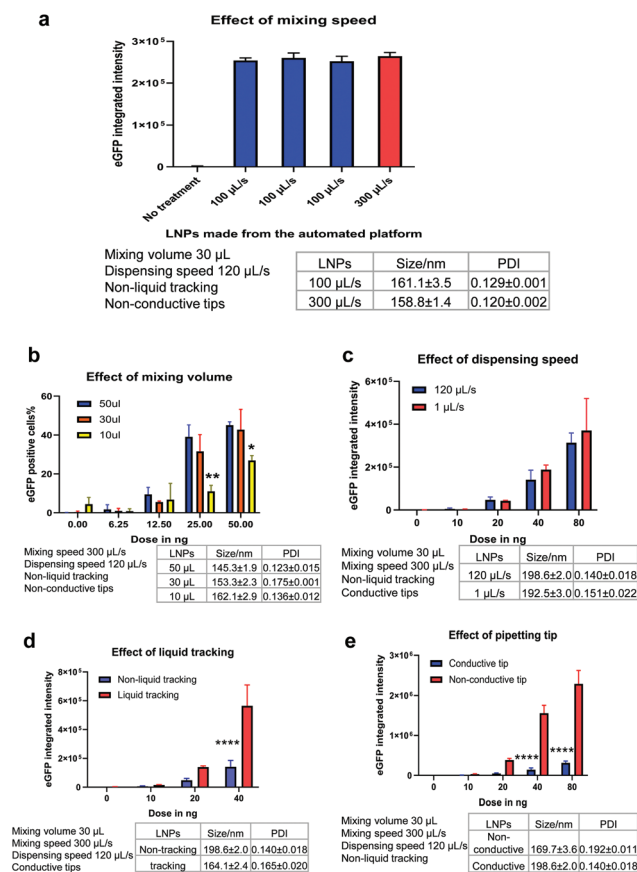 a
Effect of mixing speed
eGFP integrated intensity
3×10⁵
2×10⁵
1×10⁵
0
No treatment
100 µL/s
100 µL/s
100 µL/s
300 µL/s
LNPs made from the automated platform
Mixing volume 30 µL
Dispensing speed 120 µL/s
Non-liquid tracking
Non-conductive tips
LNPs Size/nm PDI
100 µL/s 161.1±3.5 0.129±0.001
300 µL/s 158.8±1.4 0.120±0.002
b
Effect of mixing volume
eGFP positive cells%
60
40
20
0
50ul
30ul
10ul
**
*
0.00 6.25 12.50 25.00 50.00
Dose in ng
Mixing speed 300 µL/s
Dispensing speed 120 µL/s
Non-liquid tracking
Non-conductive tips
LNPs Size/nm PDI
50 µL 145.3±1.9 0.123±0.015
30 µL 153.3±2.3 0.175±0.001
10 µL 162.1±2.9 0.136±0.012
c
Effect of dispensing speed
eGFP integrated intensity
6×10⁵
4×10⁵
2×10⁵
0
120 µL/s
1 µL/s
0 10 20 40 80
Dose in ng
Mixing volume 30 µL
Mixing speed 300 µL/s
Non-liquid tracking
Conductive tips
LNPs Size/nm PDI
120 µL/s 198.6±2.0 0.140±0.018
1 µL/s 192.5±3.0 0.151±0.022
d
Effect of liquid tracking
eGFP integrated intensity
8×10⁵
6×10⁵
4×10⁵
2×10⁵
0
Non-liquid tracking
Liquid tracking
****
0 10 20 40
Dose in ng
Mixing volume 30 µL
Mixing speed 300 µL/s
Dispensing speed 120 µL/s
Conductive tips
LNPs Size/nm PDI
Non-tracking 198.6±2.0 0.140±0.018
tracking 164.1±2.4 0.165±0.020
e
Effect of pipetting tip
eGFP integrated intensity
3×10⁶
2×10⁶
1×10⁶
0
Conductive tip
Non-conductive tip
****
****
0 10 20 40 80
Dose in ng
Mixing volume 30 µL
Mixing speed 300 µL/s
Dispensing speed 120 µL/s
Non-liquid tracking
LNPs Size/nm PDI
Non-
conductive 169.7±3.6 0.192±0.011
Conductive 198.6±2.0 0.140±0.018